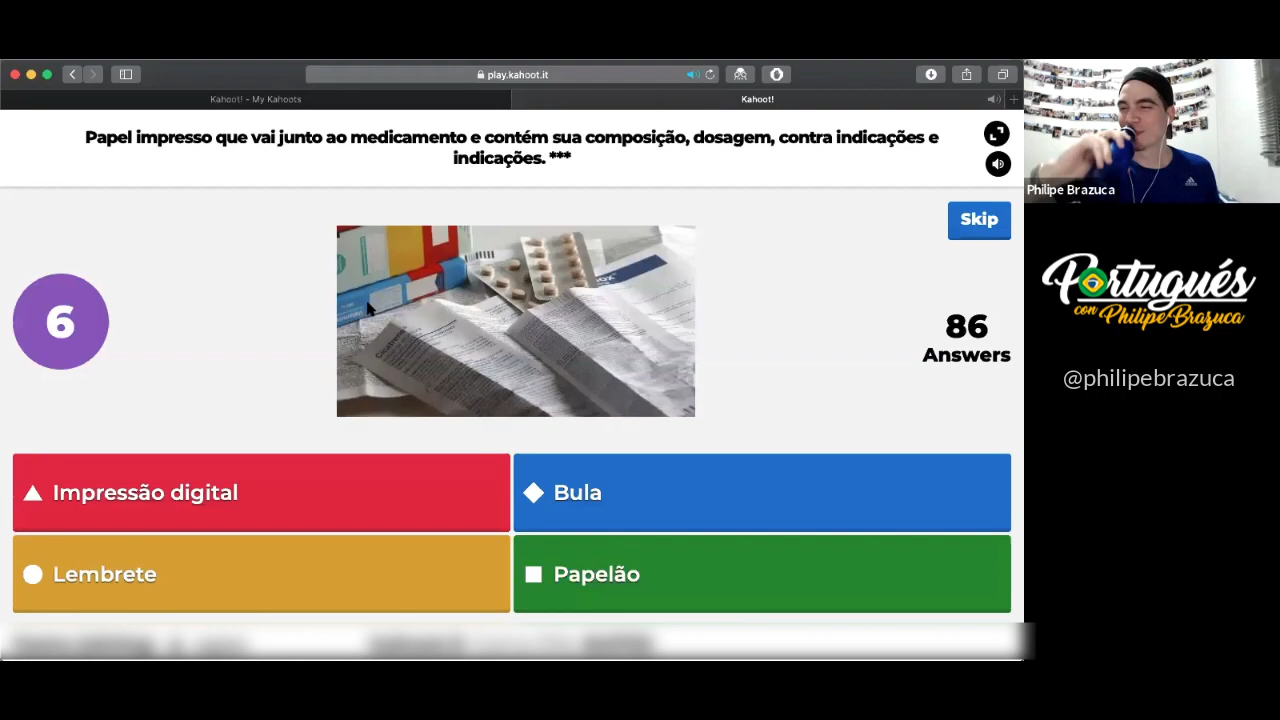 play.kahoot.it
Kahoot! - My Kahoots
Kahoot!
Papel impresso que vai junto ao medicamento e contém sua composição, dosagem, contra indicações e
indicações. ***
Philipe Brazuca
Skip
6
86
Answers
Portugués
con Philipe Brazuca
@philipebrazuca
Impressão digital
Bula
Lembrete
Papelão